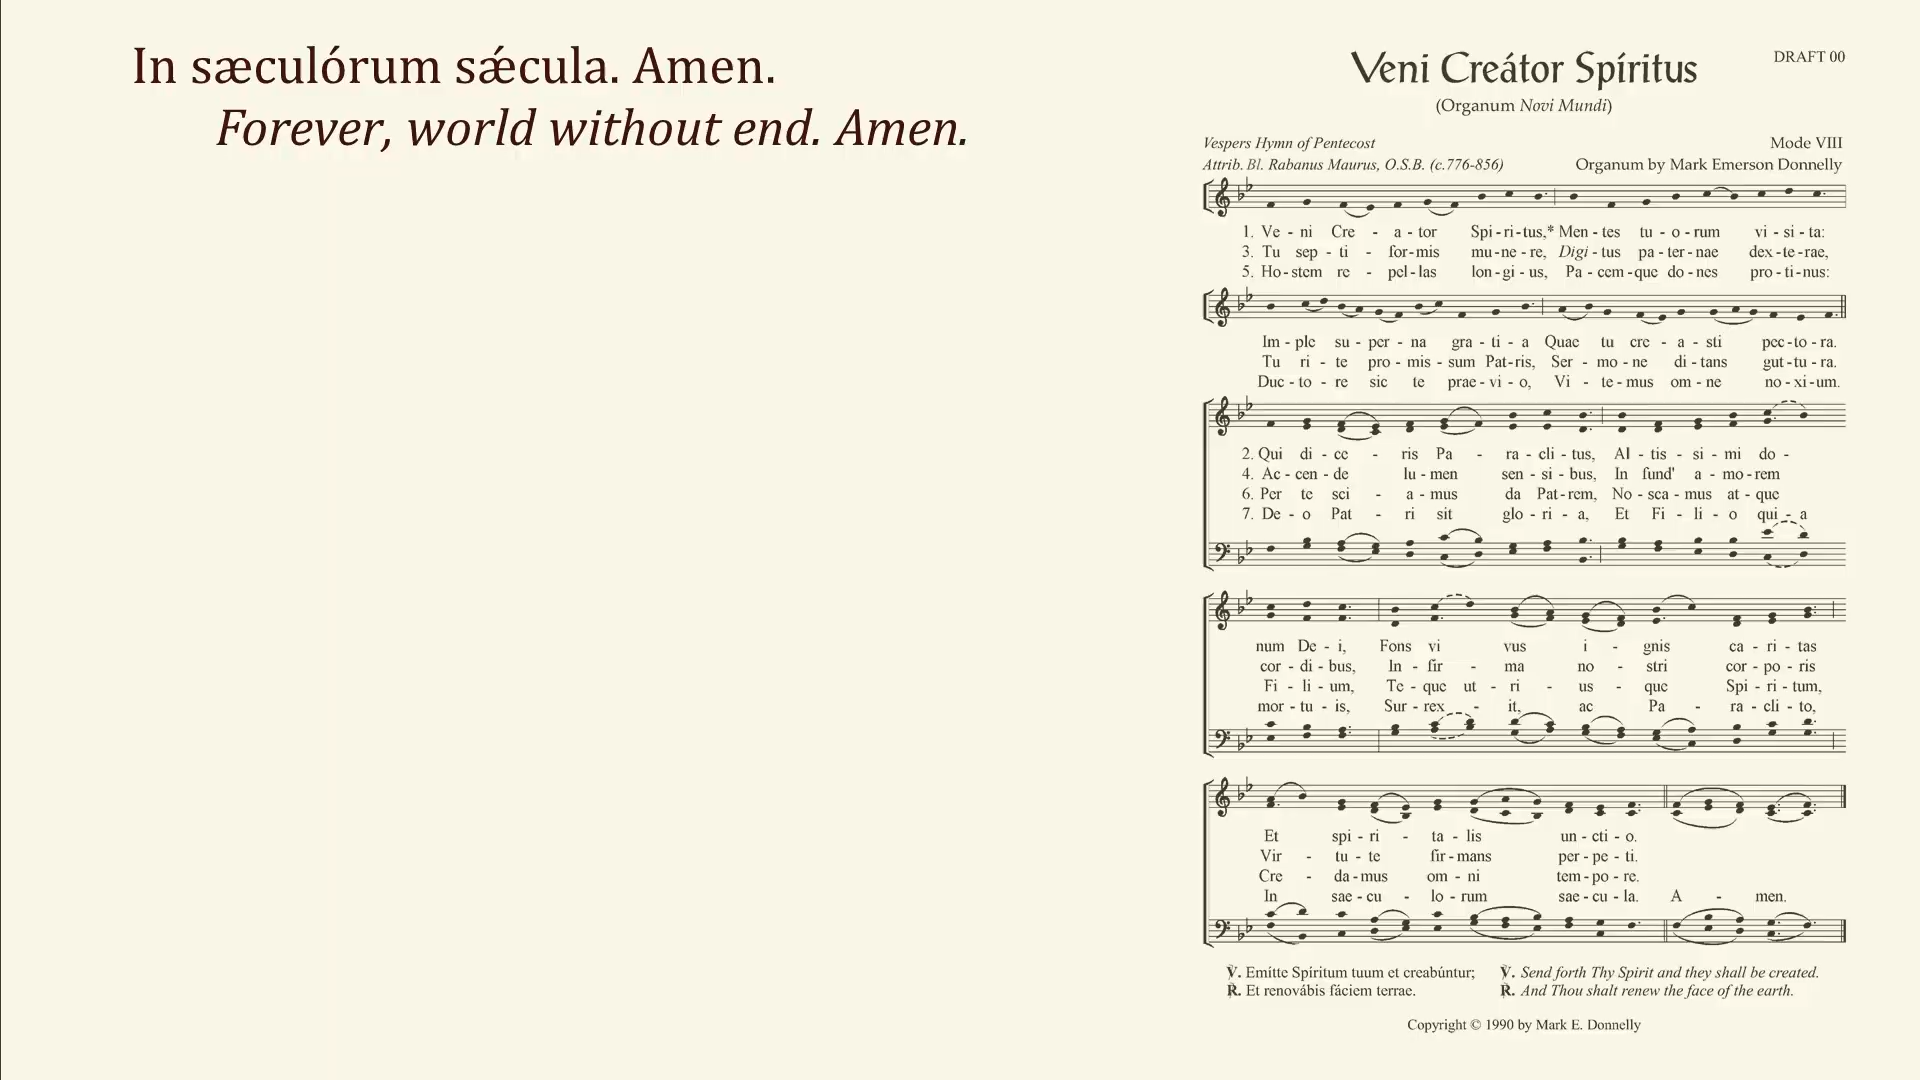 In sæculórum sǽcula. Amen.
Forever, world without end. Amen.
Veni Creátor Spíritus
DRAFT 00
(Organum Novi Mundi)
Vespers Hymn of Pentecost
Mode VIII
Attrib. Bl. Rabanus Maurus, O.S.B. (c.776-856)
Organum by Mark Emerson Donnelly
1. Ve - ni Cre - a - tor Spi - ri - tus,* Men - tes tu - o - rum vi - si - ta:
3. Tu sep - ti - for - mis mu - ne - re, Digi - tus pa - ter - nae dex - te - rae,
5. Ho - stem re - pel - las lon - gi - us, Pa - cem - que do - nes pro - ti - nus:
Im - ple su - per - na gra - ti - a Quae tu cre - a - sti pec - to - ra.
Tu ri - te pro - mis - sum Pat - ris, Ser - mo - ne di - tans gut - tu - ra.
Duc - to - re sic te prae - vi - o, Vi - te - mus om - ne no - xi - um.
2. Qui di - ce - ris Pa - ra - cli - tus, Al - tis - si - mi do -
4. Ac - cen - de lu - men sen - si - bus, In fund' a - mo - rem
6. Per te sci - a - mus da Pat - rem, No - sca - mus at - que
7. De - o Pat - ri sit glo - ri - a, Et Fi - li - o qui - a
num De - i, Fons vi vus i - gnis ca - ri - tas
cor - di - bus, In - fir - ma no - stri cor - po - ris
Fi - li - um, Te - que ut - ri - us - que Spi - ri - tum,
mor - tu - is, Sur - rex - it, ac Pa - ra - cli - to,
Et spi - ri - ta - lis un - cti - o.
Vir - tu - te fir - mans per - pe - ti.
Cre - da - mus om - ni tem - po - re.
In sae - cu - lo - rum sae - cu - la. A - men.
℣. Emítte Spíritum tuum et creabúntur;
℟. Et renovábis fáciem terrae.
℣. Send forth Thy Spirit and they shall be created.
℟. And Thou shalt renew the face of the earth.
Copyright © 1990 by Mark E. Donnelly